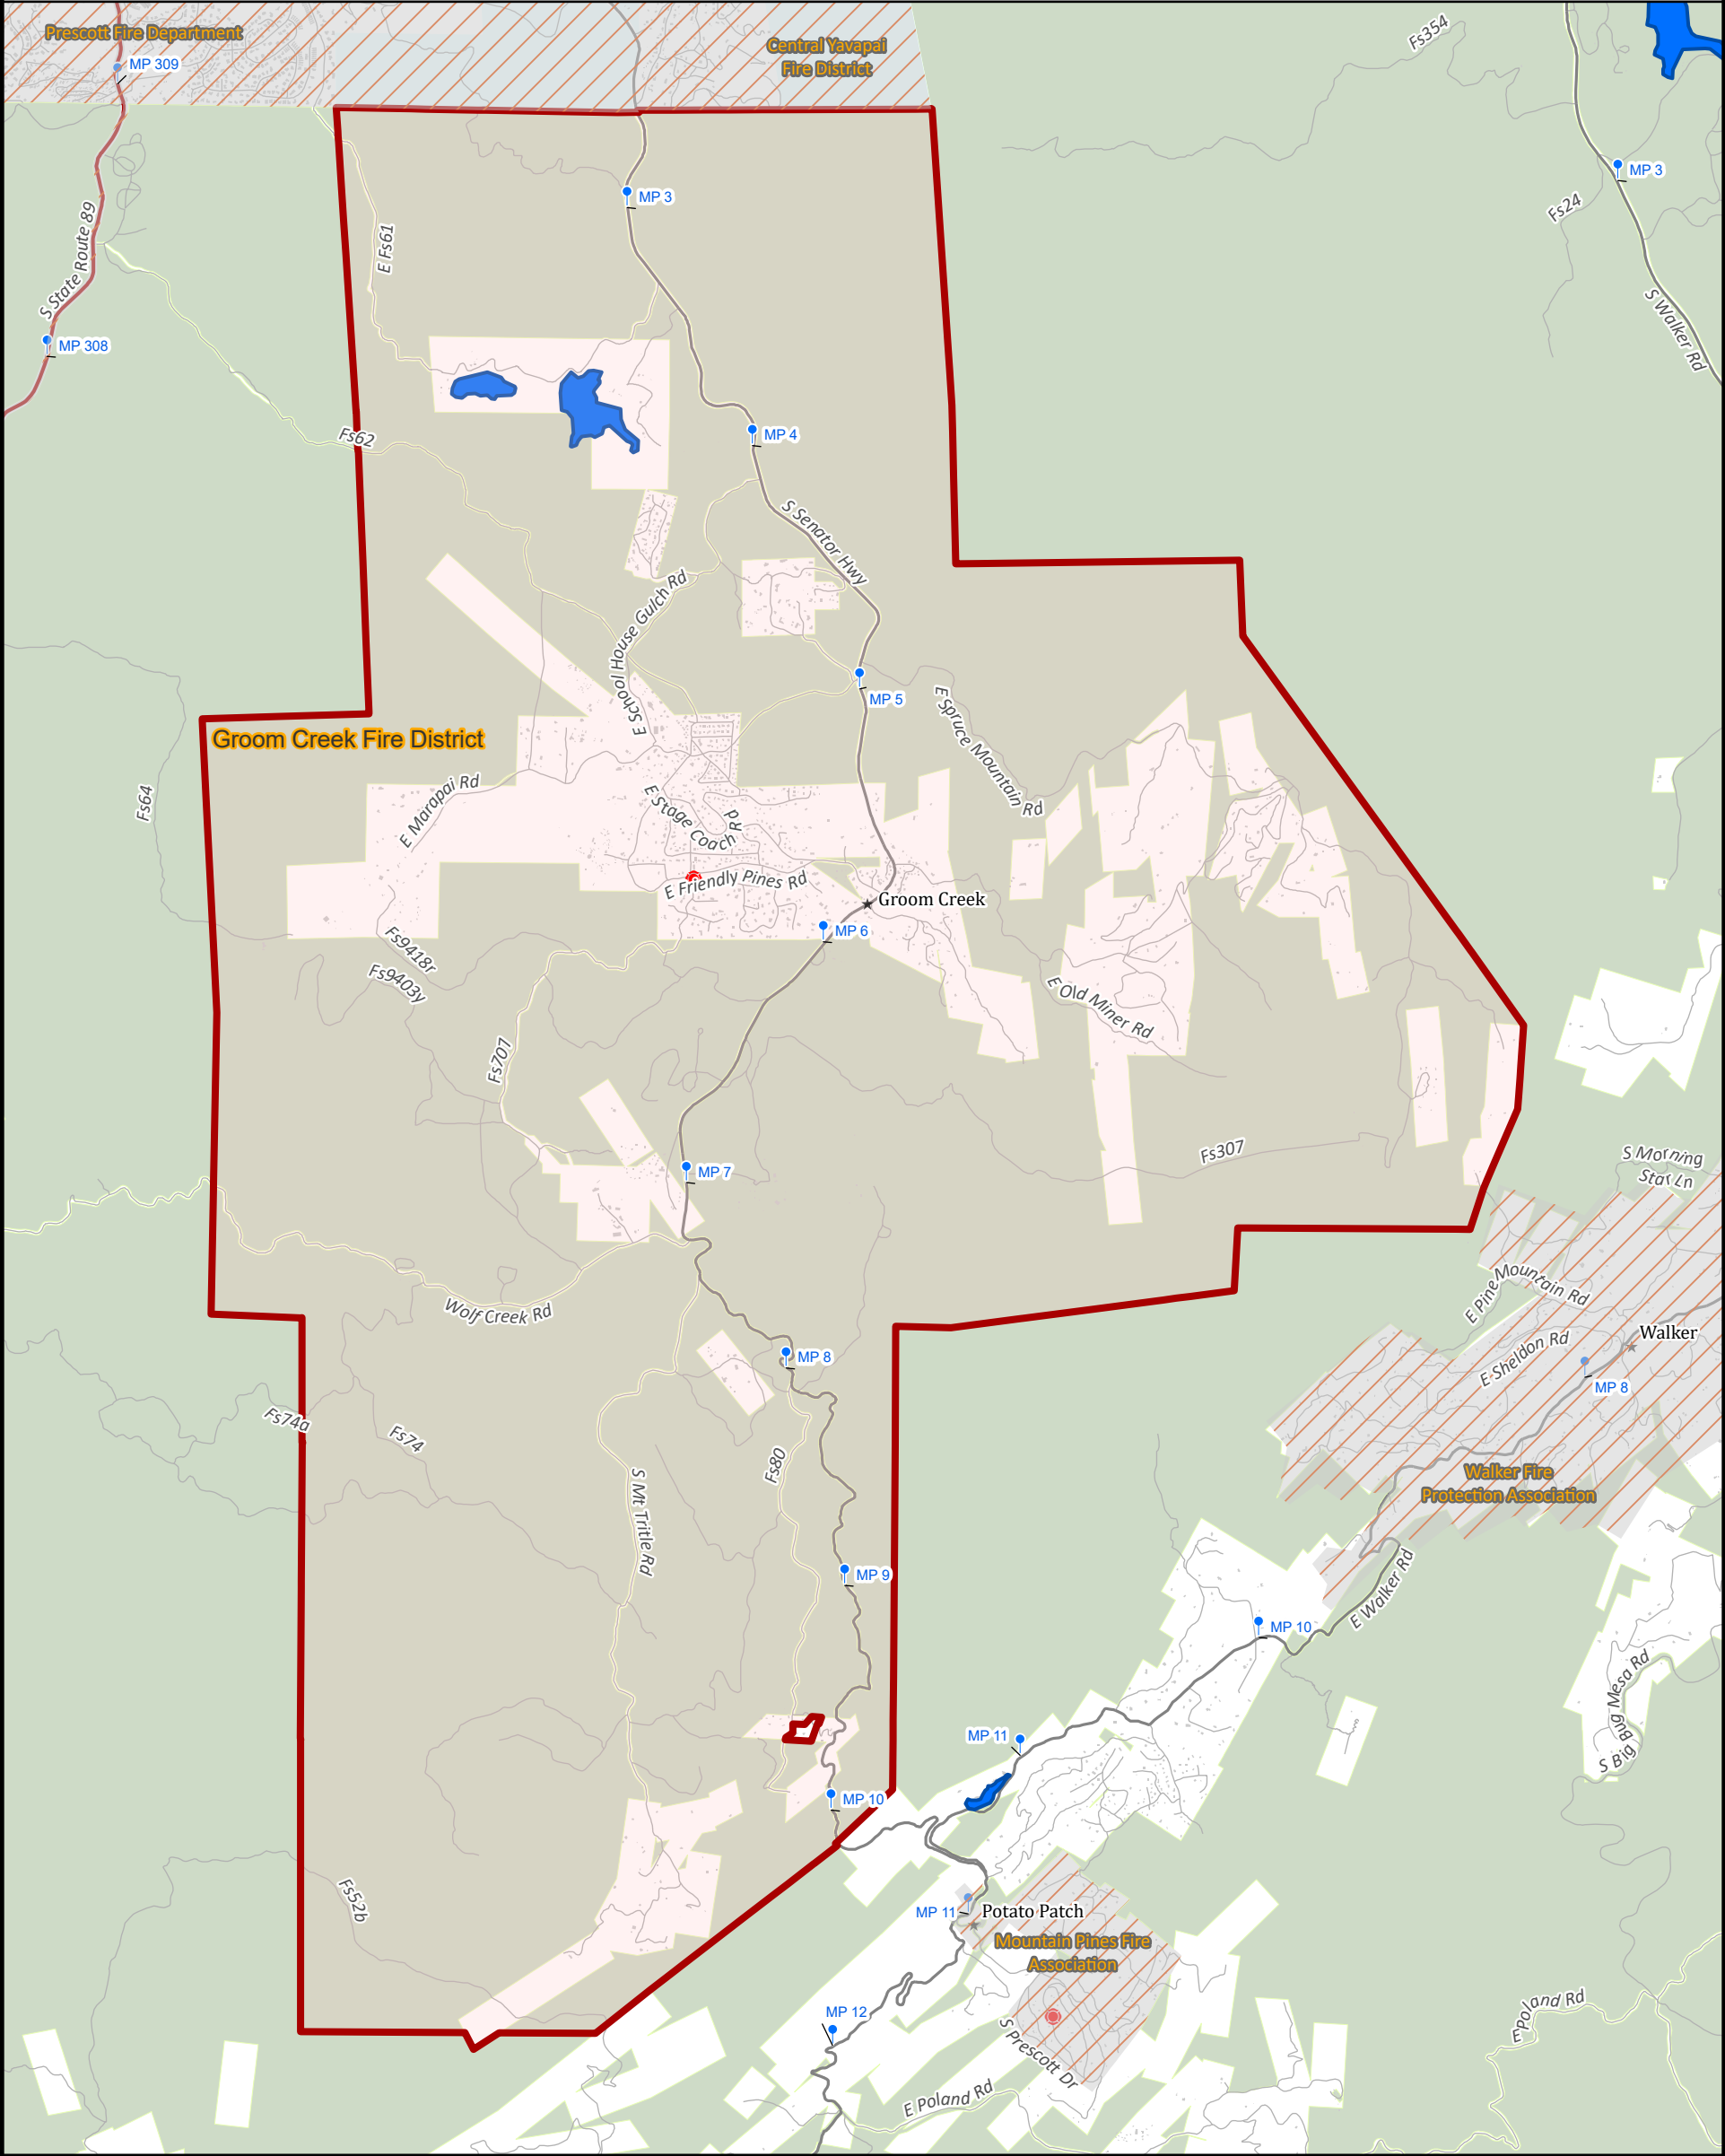 Prescott Fire Department
MP 309
Central Yavapai
Fire District
Fs354
MP 3
MP 3
Fs24
S State Route 89
E Fs61
S Walker Rd
MP 308
Fs62
MP 4
S Senator Hwy
E School House Gulch Rd
MP 5
E Spruce Mountain Rd
Groom Creek Fire District
Fs64
E Marapai Rd
E Stage Coach Rd
E Friendly Pines Rd
Groom Creek
MP 6
Fs9418r
Fs9403y
E Old Miner Rd
Fs701
Fs307
S Morning
Star Ln
MP 7
E Pine Mountain Rd
Wolf Creek Rd
Walker
E Sheldon Rd
MP 8
MP 8
Fs74a
Fs74
Fs80
S Mt Tritle Rd
Walker Fire
Protection Association
MP 9
E Walker Rd
MP 10
S Big Bug Mesa Rd
MP 11
MP 10
Fs52b
MP 11
Potato Patch
Mountain Pines Fire
Association
MP 12
E Poland Rd
S Prescott Dr
E Poland Rd